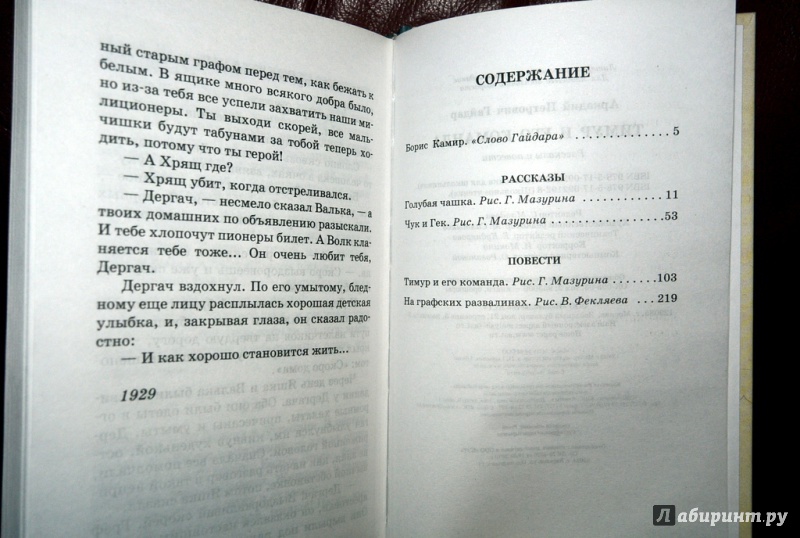 ный старым графом перед тем, как бежать к
белым. В ящике много всякого добра было,
но из-за тебя все успели захватить наши ми-
лиционеры. Ты выходи скорей, все маль-
чишки будут табунами за тобой теперь хо-
дить, потому что ты герой!
— А Хрящ где?
— Хрящ убит, когда отстреливался.
— Дергач, — несмело сказал Валька, — а
твоих домашних по объявлению разыскали.
И тебе хлопочут пионеры билет. А Волк кла-
няется тебе тоже... Он очень любит тебя,
Дергач.
Дергач вздохнул. По его умытому, блед-
ному еще лицу расплылась хорошая детская
улыбка, и, закрывая глаза, он сказал радо-
стно:
— И как хорошо становится жить...
1929
СОДЕРЖАНИЕ
Борис Камир. «Слово Гайдара» . . . . . . . . . . . . . 5
РАССКАЗЫ
Голубая чашка. Рис. Г. Мазурина . . . . . . . . . . . 11
Чук и Гек. Рис. Г. Мазурина . . . . . . . . . . . . . . . 53
ПОВЕСТИ
Тимур и его команда. Рис. Г. Мазурина . . . . . . 103
На графских развалинах. Рис. В. Фекляева . . . 219
Лабиринт.ру